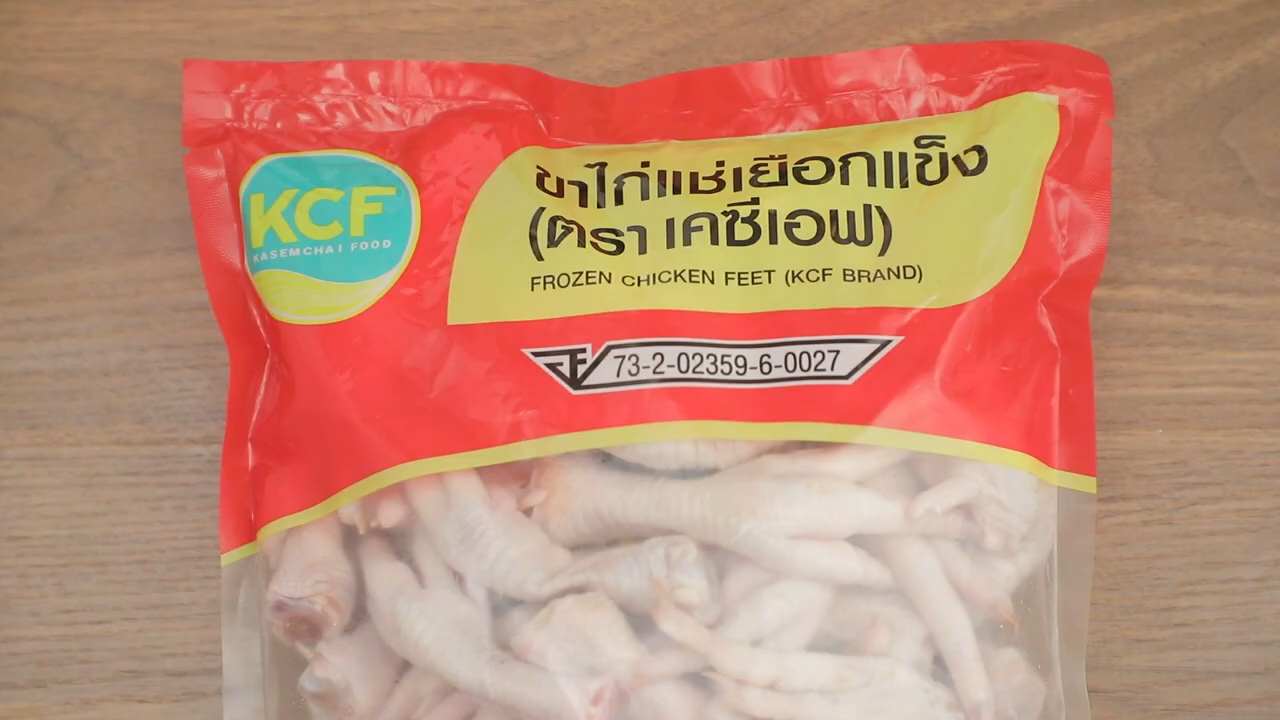 KCF
KASEMCHAI FOOD
ขาไก่แช่เยือกแข็ง
(ตรา เคซีเอฟ)
FROZEN CHICKEN FEET (KCF BRAND)
73-2-02359-6-0027